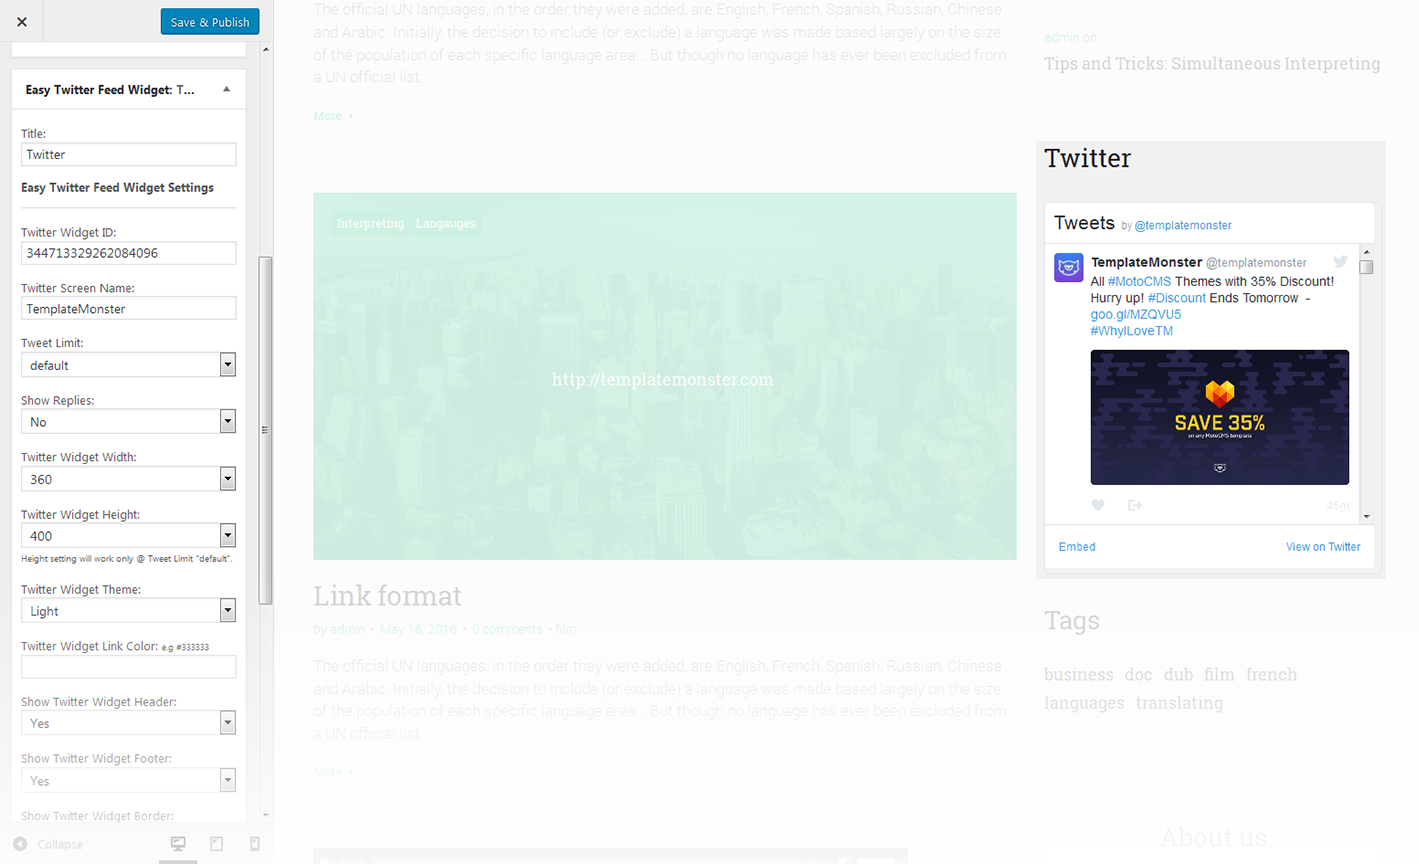 Save & Publish
Easy Twitter Feed Widget: T...
Title:
Twitter
Easy Twitter Feed Widget Settings
Twitter Widget ID:
344713329262084096
Twitter Screen Name:
TemplateMonster
Tweet Limit:
default
Show Replies:
No
Twitter Widget Width:
360
Twitter Widget Height:
400
Height setting will work only @ Tweet Limit "default".
Twitter Widget Theme:
Light
Twitter Widget Link Color: e.g #333333
Show Twitter Widget Header:
Yes
Show Twitter Widget Footer:
Yes
Show Twitter Widget Border:
Collapse
The official UN languages, in the order they were added, are English, French, Spanish, Russian, Chinese
and Arabic. Initially, the decision to include (or exclude) a language was made based largely on the size
of the population of each specific language area... But though no language has ever been excluded from
a UN official list...
More
Interpreting Langauges
http://templatemonster.com
Link format
by admin • May 16, 2016 • 0 comments • film
The official UN languages, in the order they were added, are English, French, Spanish, Russian, Chinese
and Arabic. Initially, the decision to include (or exclude) a language was made based largely on the size
of the population of each specific language area... But though no language has ever been excluded from
a UN official list...
More
admin on
Tips and Tricks: Simultaneous Interpreting
Twitter
Tweets by @templatemonster
TemplateMonster @templatemonster
All #MotoCMS Themes with 35% Discount!
Hurry up! #Discount Ends Tomorrow -
goo.gl/MZQVU5
#WhyILoveTM
SAVE 35%
on any MotoCMS template
45m
Embed View on Twitter
Tags
business doc dub film french
languages translating
About us